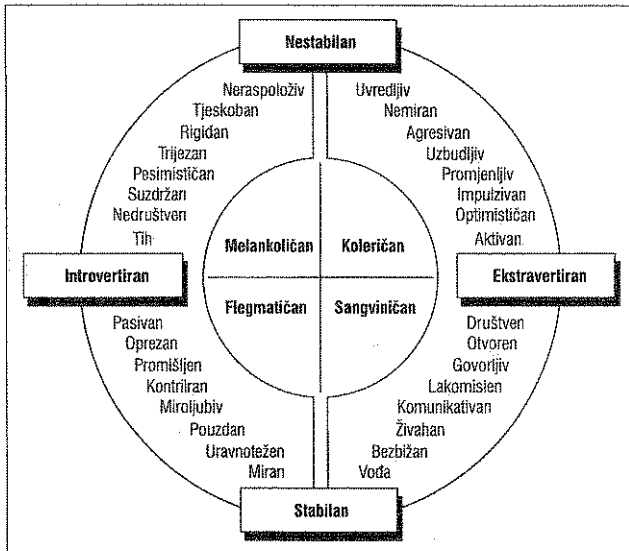 Nestabilan
Neraspoloživ
Tjeskoban
Rigidan
Trijezan
Pesimističan
Suzdržan
Nedruštven
Tih
Uvredljiv
Nemiran
Agresivan
Uzbudljiv
Promjenljiv
Impulzivan
Optimističan
Aktivan
Melankoličan
Koleričan
Introvertiran
Ekstravertiran
Flegmatičan
Sangviničan
Pasivan
Oprezan
Promišljen
Kontrilran
Miroljubiv
Pouzdan
Uravnotežen
Miran
Društven
Otvoren
Govorljiv
Lakomislen
Komunikativan
Živahan
Bezbižan
Vođa
Stabilan